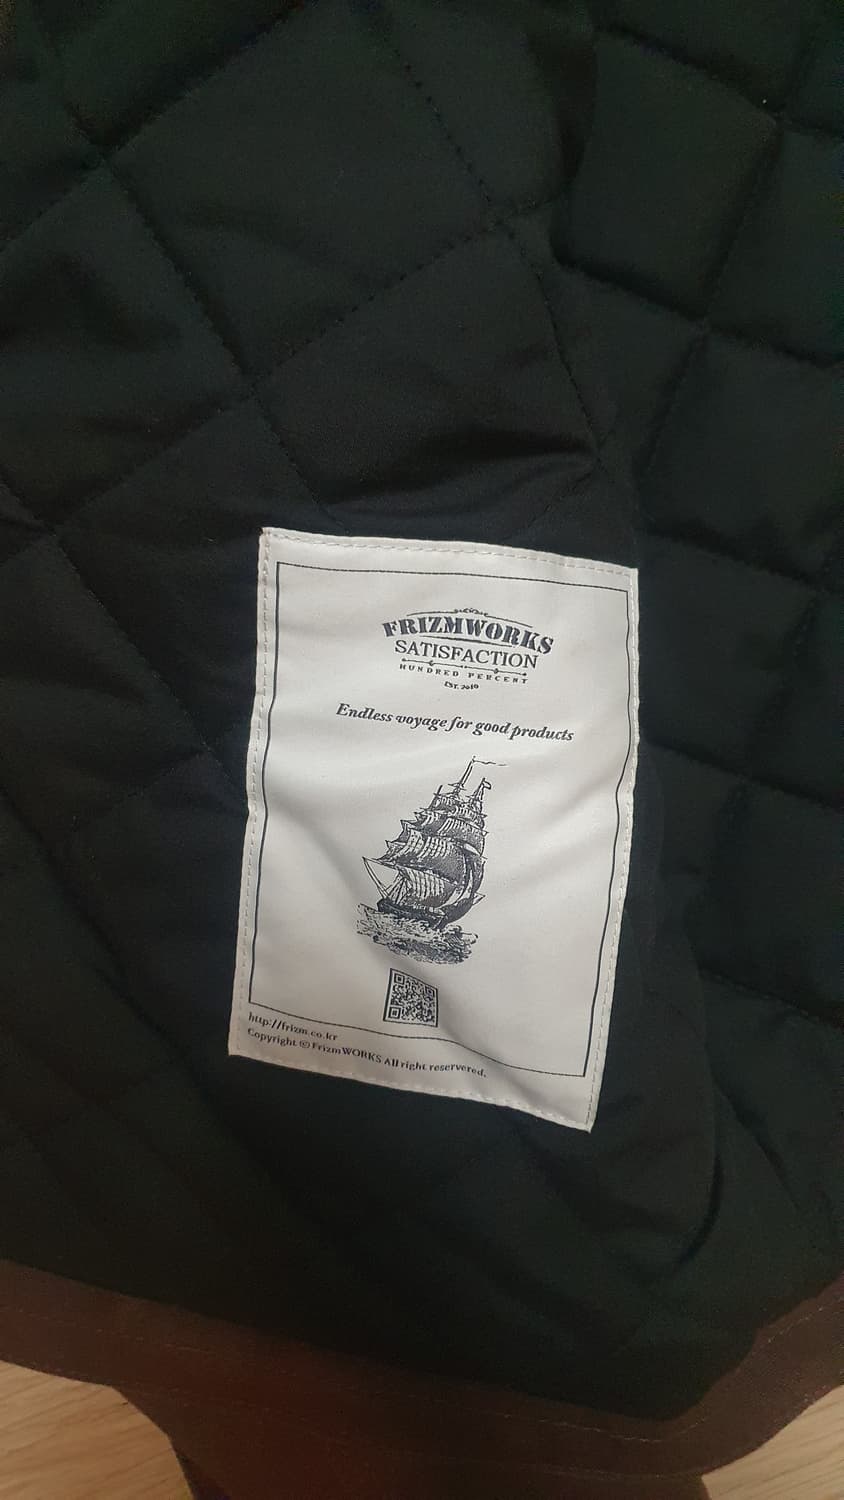 FRIZMWORKS
SATISFACTION
HUNDRED PERCENT
EST. 2010
Endless voyage for good products
http://frizm.co.kr
Copyright © FrizmWORKS All right reservered.